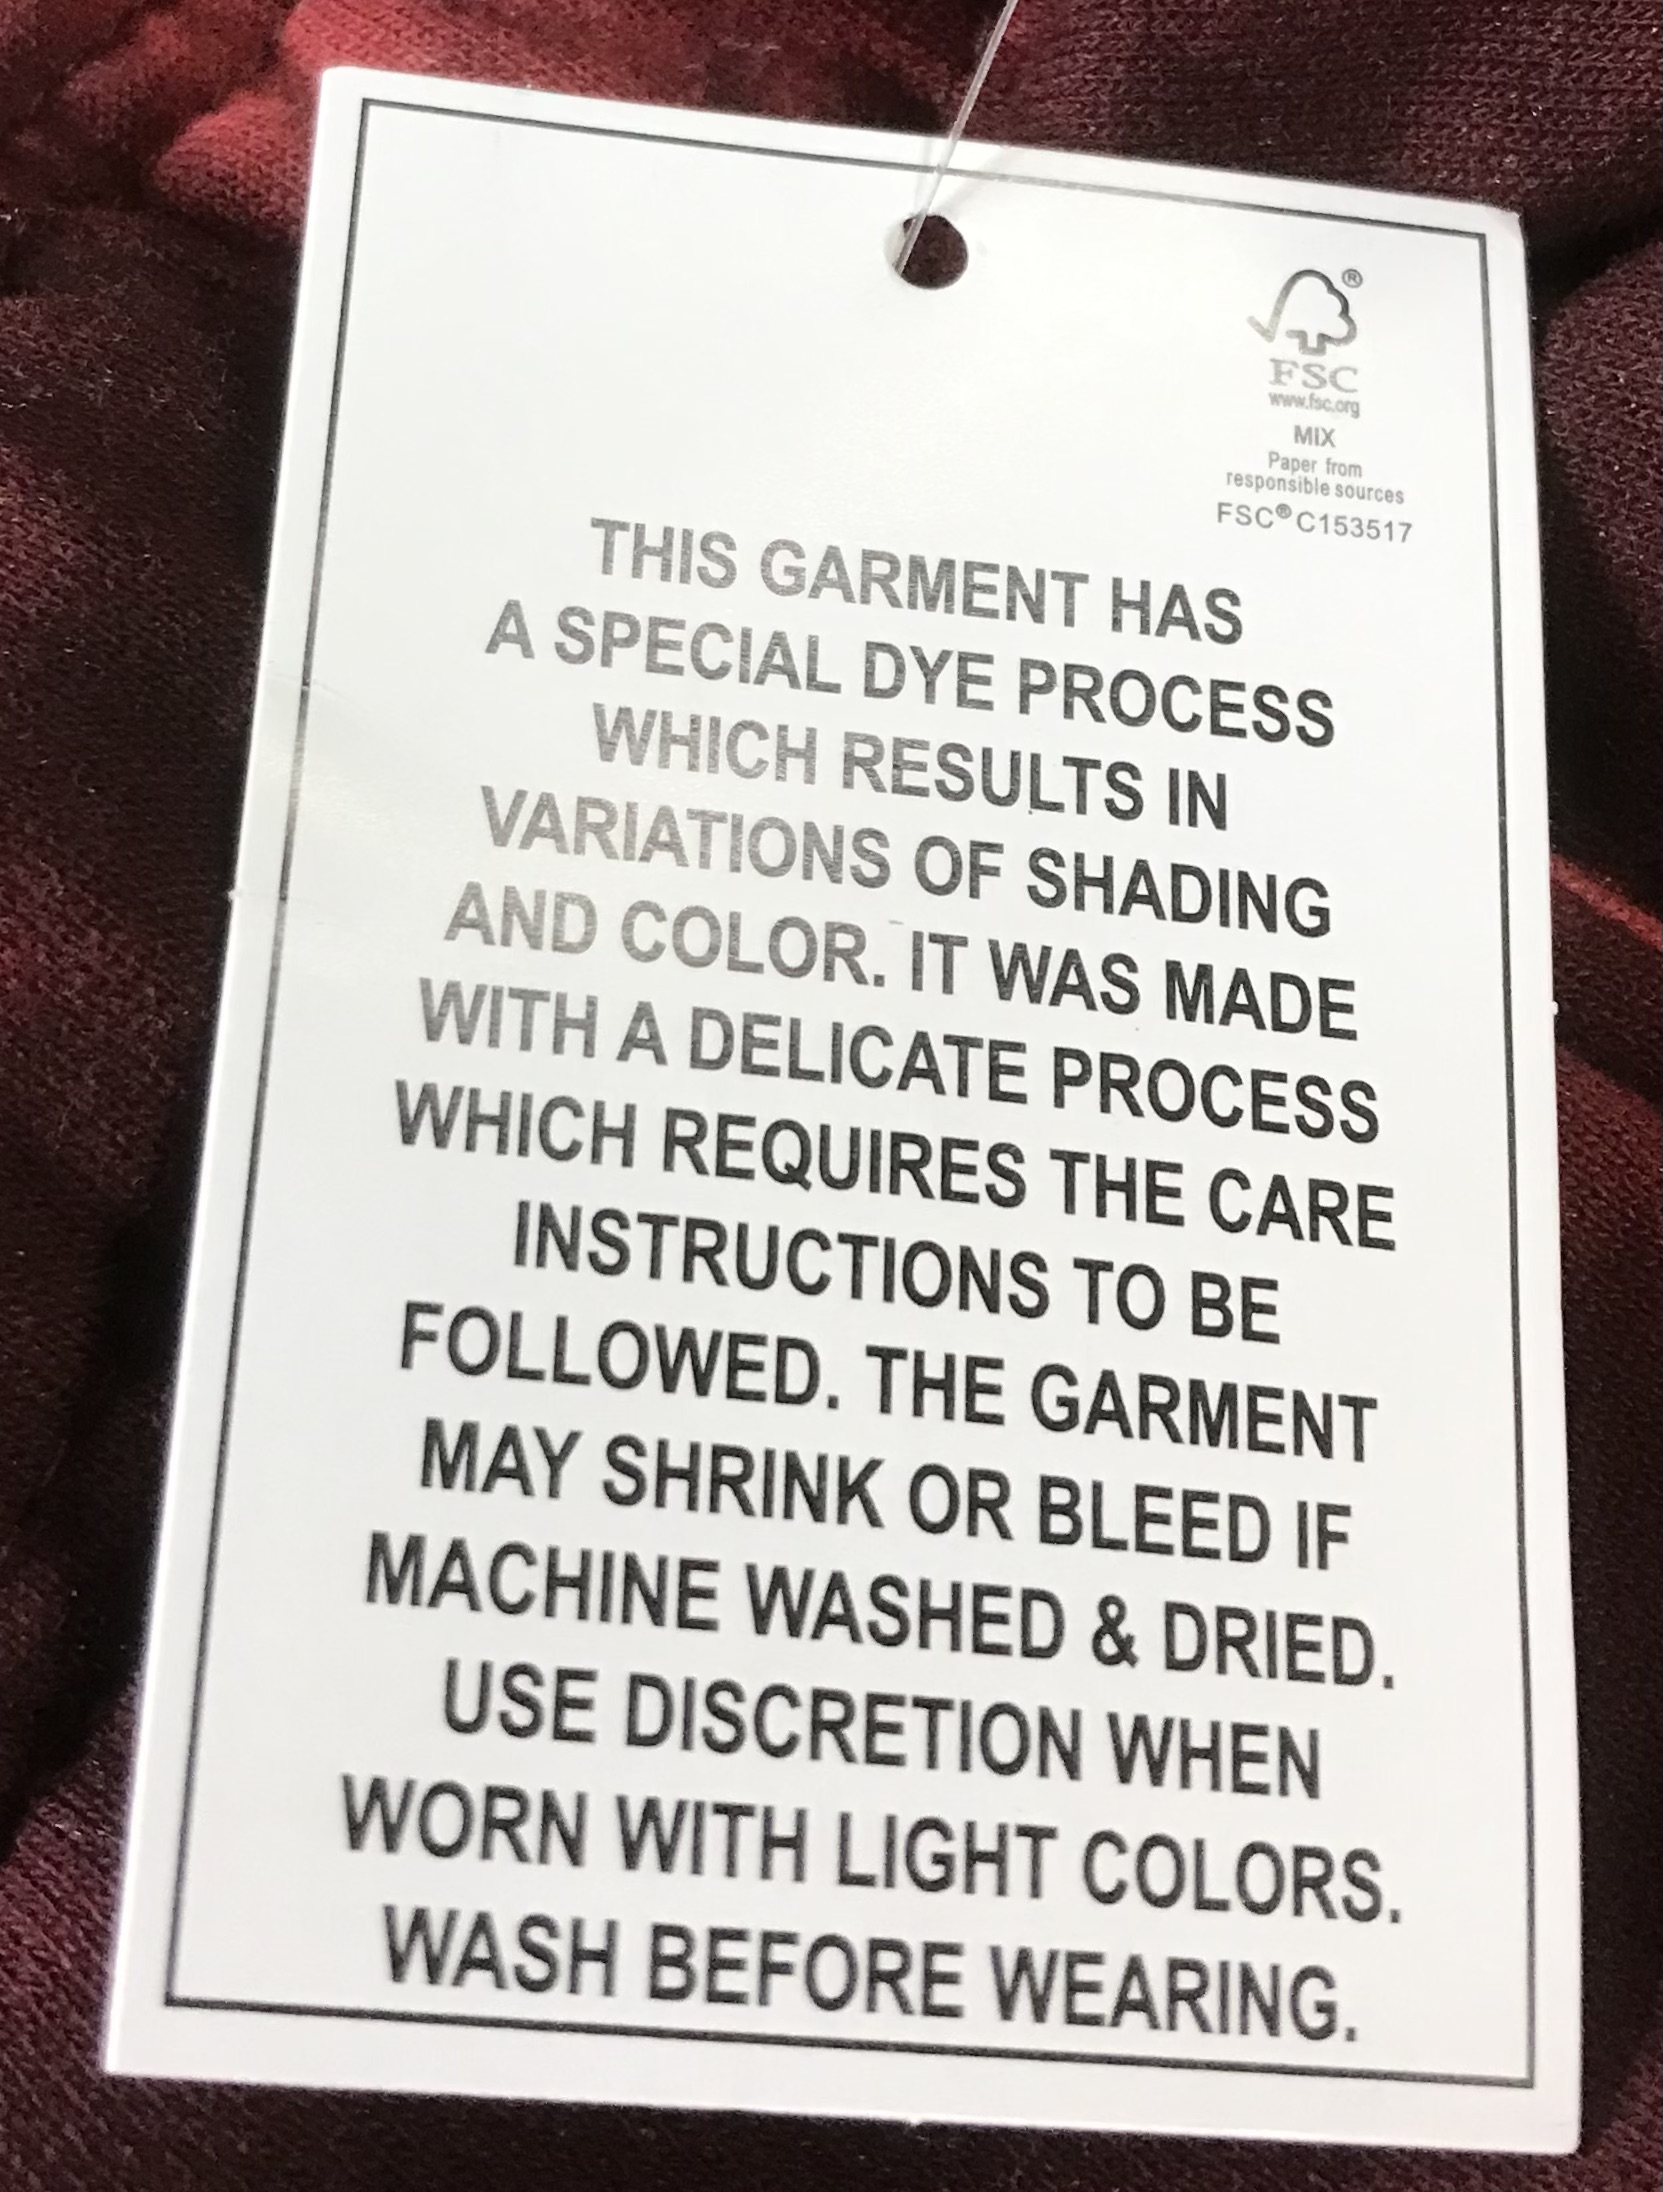 ®
FSC
www.fsc.org
MIX
Paper from
responsible sources
FSC® C153517
THIS GARMENT HAS
A SPECIAL DYE PROCESS
WHICH RESULTS IN
VARIATIONS OF SHADING
AND COLOR. IT WAS MADE
WITH A DELICATE PROCESS
WHICH REQUIRES THE CARE
INSTRUCTIONS TO BE
FOLLOWED. THE GARMENT
MAY SHRINK OR BLEED IF
MACHINE WASHED & DRIED.
USE DISCRETION WHEN
WORN WITH LIGHT COLORS.
WASH BEFORE WEARING.